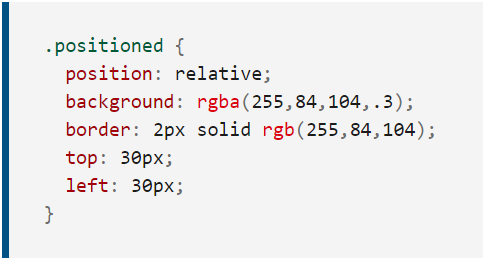 .positioned {
  position: relative;
  background: rgba(255,84,104,.3);
  border: 2px solid rgb(255,84,104);
  top: 30px;
  left: 30px;
}